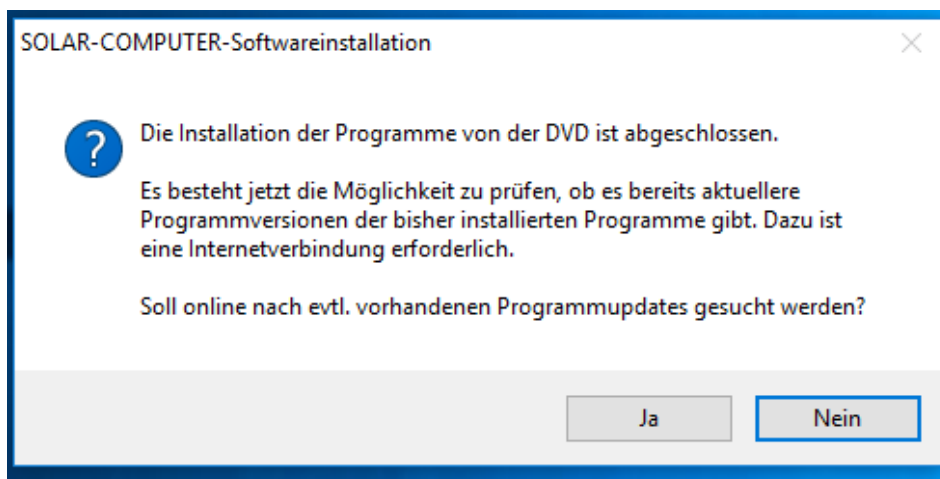 SOLAR-COMPUTER-Softwareinstallation
Die Installation der Programme von der DVD ist abgeschlossen.
Es besteht jetzt die Möglichkeit zu prüfen, ob es bereits aktuellere
Programmversionen der bisher installierten Programme gibt. Dazu ist
eine Internetverbindung erforderlich.
Soll online nach evtl. vorhandenen Programmupdates gesucht werden?
Ja
Nein